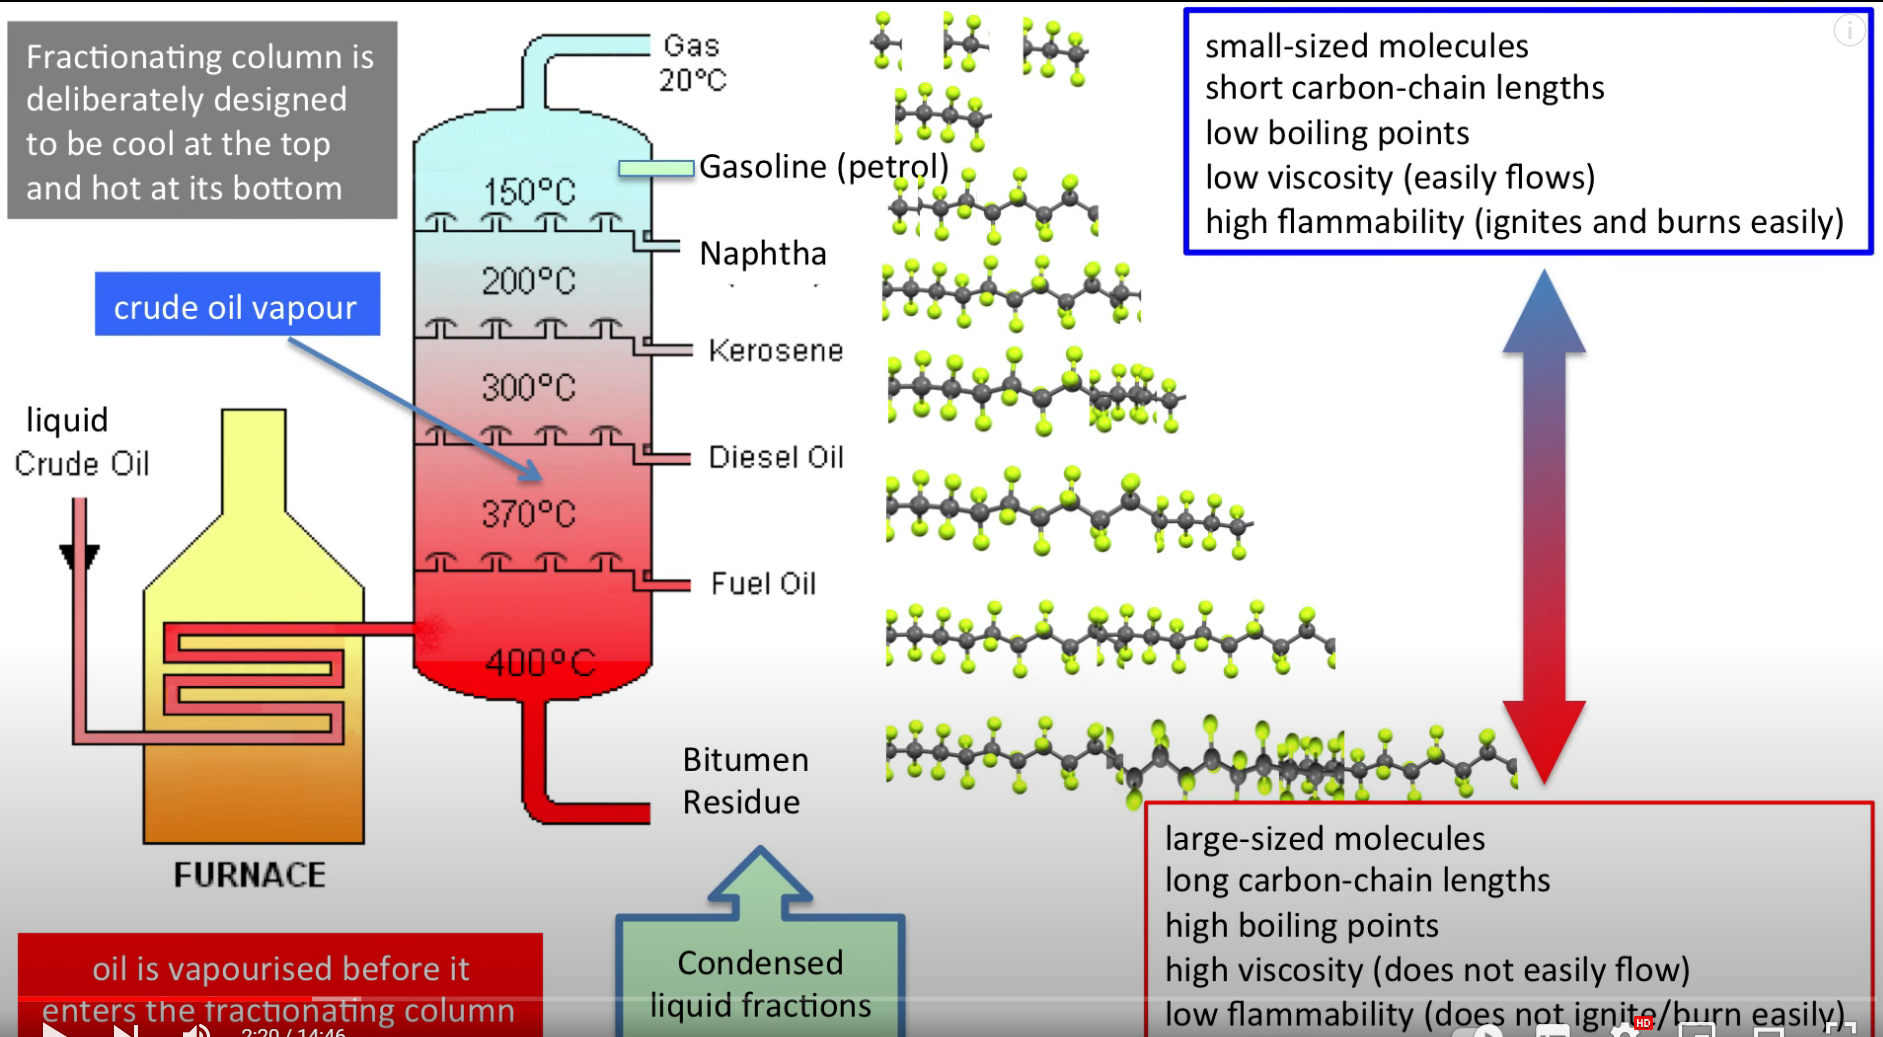 Fractionating column is
deliberately designed
to be cool at the top
and hot at its bottom
Gas
20°C
Gasoline (petrol)
150°C
Naphtha
200°C
Kerosene
300°C
Diesel Oil
370°C
Fuel Oil
400°C
Bitumen
Residue
crude oil vapour
liquid
Crude Oil
FURNACE
oil is vapourised before it
enters the fractionating column
Condensed
liquid fractions
small-sized molecules
short carbon-chain lengths
low boiling points
low viscosity (easily flows)
high flammability (ignites and burns easily)
large-sized molecules
long carbon-chain lengths
high boiling points
high viscosity (does not easily flow)
low flammability (does not ignite/burn easily)
2:20 / 14:46
HD
i